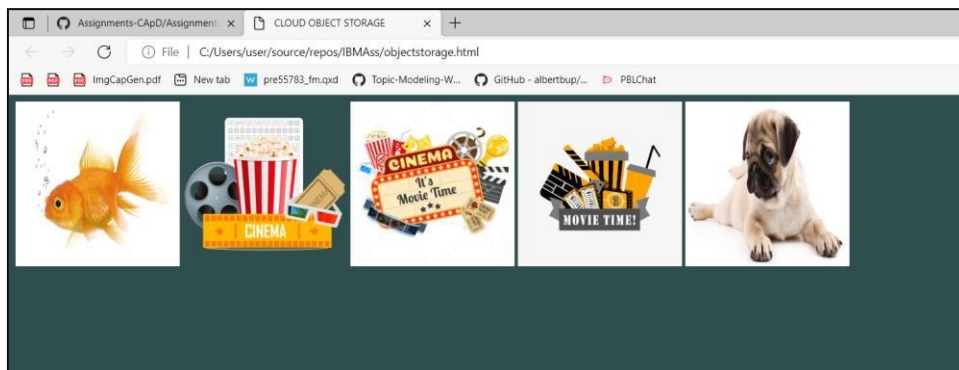 Assignments-CApD/Assignment
CLOUD OBJECT STORAGE
File | C:/Users/user/source/repos/IBMAss/objectstorage.html
ImgCapGen.pdf New tab pre55783_fm.qxd Topic-Modeling-W... GitHub - albertbup/... PBLChat
CINEMA
CINEMA
It's
Movie Time
MOVIE TIME!